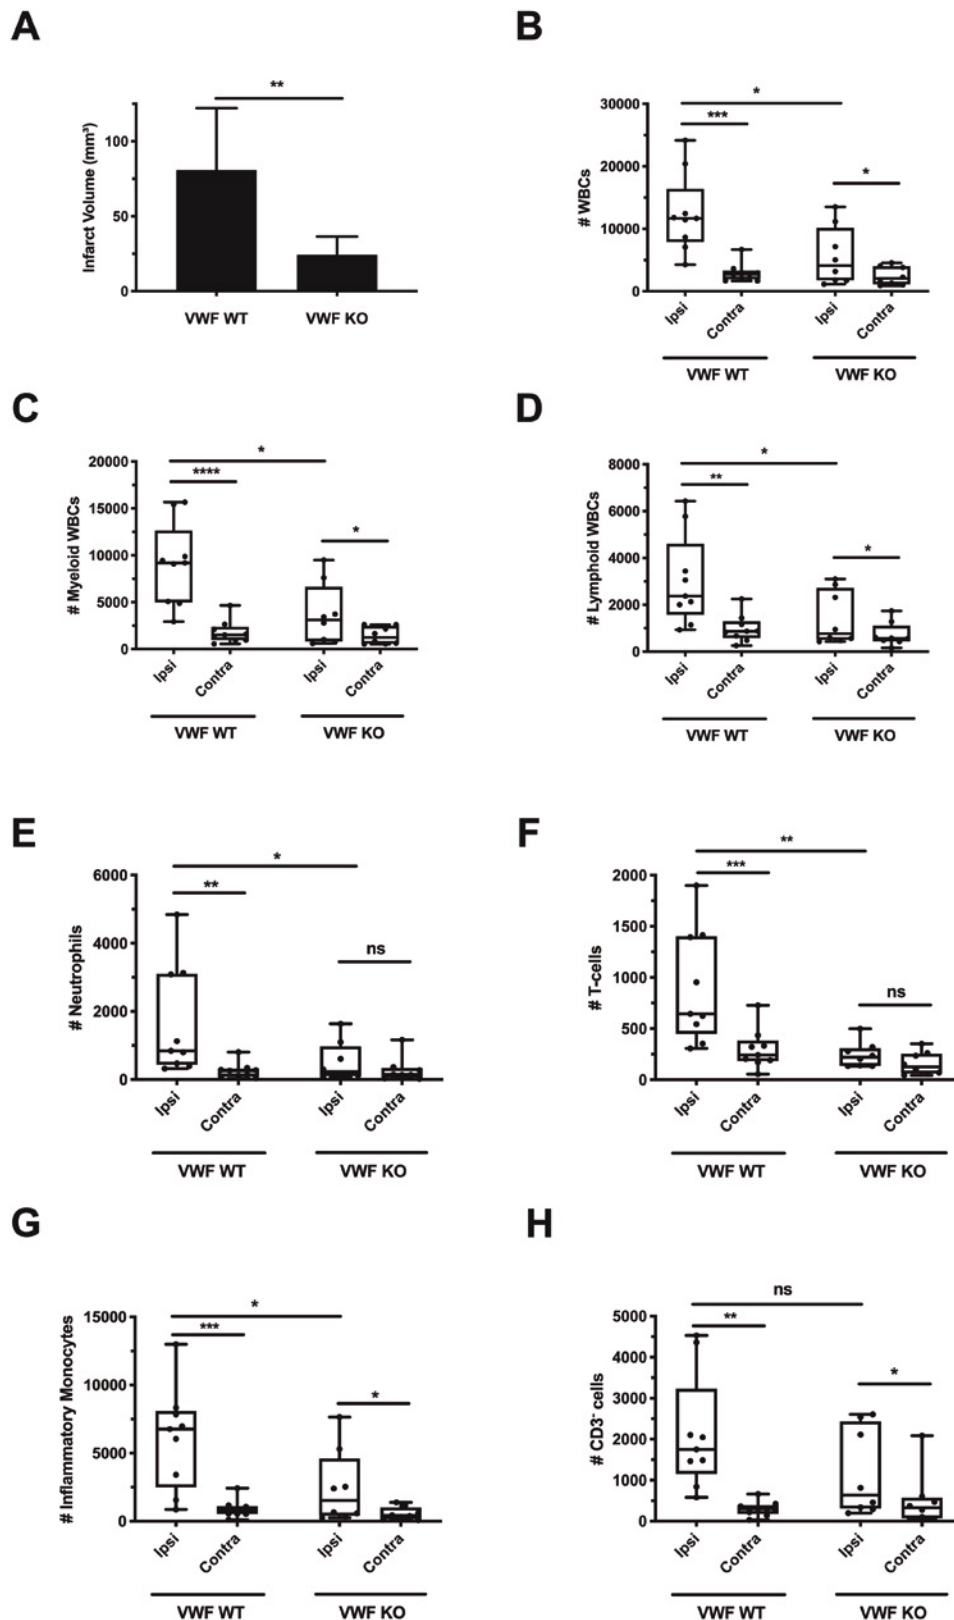 A
**
Infarct Volume (mm³)
100
50
0
VWF WT
VWF KO
B
*
***
*
# WBCs
30000
20000
10000
0
Ipsi
Contra
Ipsi
Contra
VWF WT
VWF KO
C
*
****
*
# Myeloid WBCs
20000
15000
10000
5000
0
Ipsi
Contra
Ipsi
Contra
VWF WT
VWF KO
D
*
**
*
# Lymphoid WBCs
8000
6000
4000
2000
0
Ipsi
Contra
Ipsi
Contra
VWF WT
VWF KO
E
*
**
ns
# Neutrophils
6000
4000
2000
0
Ipsi
Contra
Ipsi
Contra
VWF WT
VWF KO
F
**
***
ns
# T-cells
2000
1500
1000
500
0
Ipsi
Contra
Ipsi
Contra
VWF WT
VWF KO
G
*
***
*
# Inflammatory Monocytes
15000
10000
5000
0
Ipsi
Contra
Ipsi
Contra
VWF WT
VWF KO
H
ns
**
*
# CD3⁻ cells
5000
4000
3000
2000
1000
0
Ipsi
Contra
Ipsi
Contra
VWF WT
VWF KO